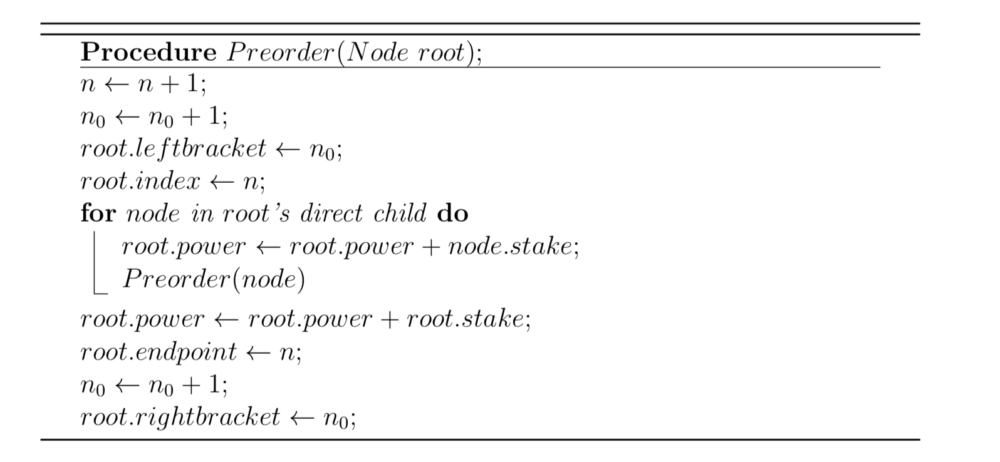 Procedure Preorder(Node root);
n ← n + 1;
n₀ ← n₀ + 1;
root.leftbracket ← n₀;
root.index ← n;
for node in root's direct child do
root.power ← root.power + node.stake;
Preorder(node)
root.power ← root.power + root.stake;
root.endpoint ← n;
n₀ ← n₀ + 1;
root.rightbracket ← n₀;